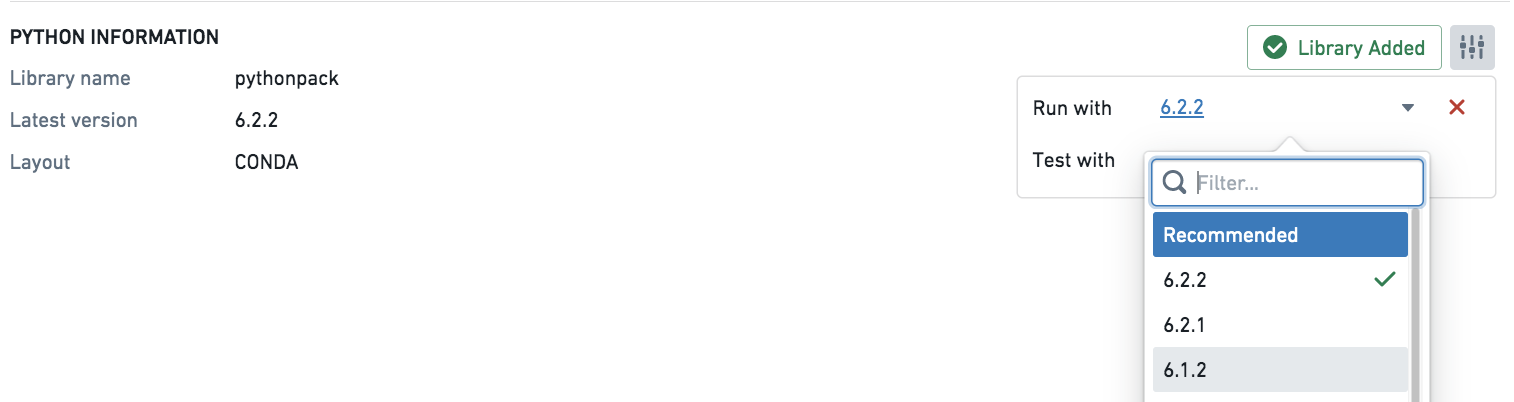 PYTHON INFORMATION
Library name pythonpack
Latest version 6.2.2
Layout CONDA
Library Added
Run with 6.2.2
Test with
Filter...
Recommended
6.2.2
6.2.1
6.1.2